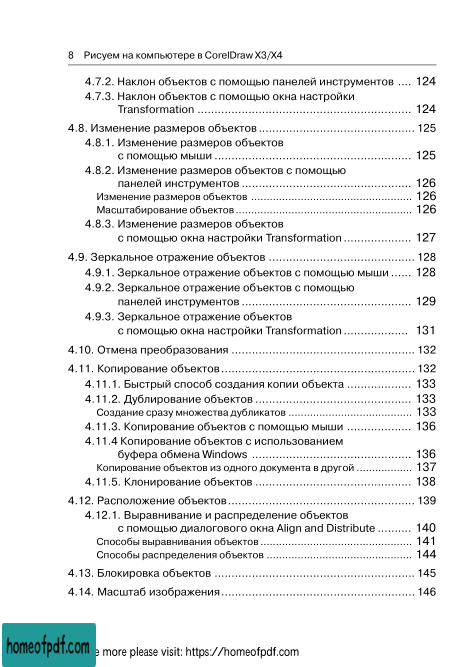 8 Рисуем на компьютере в CorelDraw X3/X4
4.7.2. Наклон объектов с помощью панелей инструментов .... 124
4.7.3. Наклон объектов с помощью окна настройки
Transformation ................................................................ 124
4.8. Изменение размеров объектов............................................... 125
4.8.1. Изменение размеров объектов
с помощью мыши ........................................................... 125
4.8.2. Изменение размеров объектов с помощью
панелей инструментов ................................................... 126
Изменение размеров объектов ................................................ 126
Масштабирование объектов.................................................... 126
4.8.3. Изменение размеров объектов
с помощью окна настройки Transformation .................... 127
4.9. Зеркальное отражение объектов ............................................ 128
4.9.1. Зеркальное отражение объектов с помощью мыши ...... 128
4.9.2. Зеркальное отражение объектов с помощью
панелей инструментов ................................................... 129
4.9.3. Зеркальное отражение объектов
с помощью окна настройки Transformation ................... 131
4.10. Отмена преобразования ....................................................... 132
4.11. Копирование объектов.......................................................... 132
4.11.1. Быстрый способ создания копии объекта ................... 133
4.11.2. Дублирование объектов ............................................... 133
Создание сразу множества дубликатов ..................................... 133
4.11.3. Копирование объектов с помощью мыши ................... 136
4.11.4 Копирование объектов с использованием
буфера обмена Windows ................................................ 136
Копирование объектов из одного документа в другой ................. 137
4.11.5. Клонирование объектов ............................................... 138
4.12. Расположение объектов........................................................ 139
4.12.1. Выравнивание и распределение объектов
с помощью диалогового окна Align and Distribute .......... 140
Способы выравнивания объектов............................................. 141
Способы распределения объектов ........................................... 144
4.13. Блокировка объектов ............................................................ 145
4.14. Масштаб изображения.......................................................... 146
homeofpdf.com
e more please visit: https://homeofpdf.com